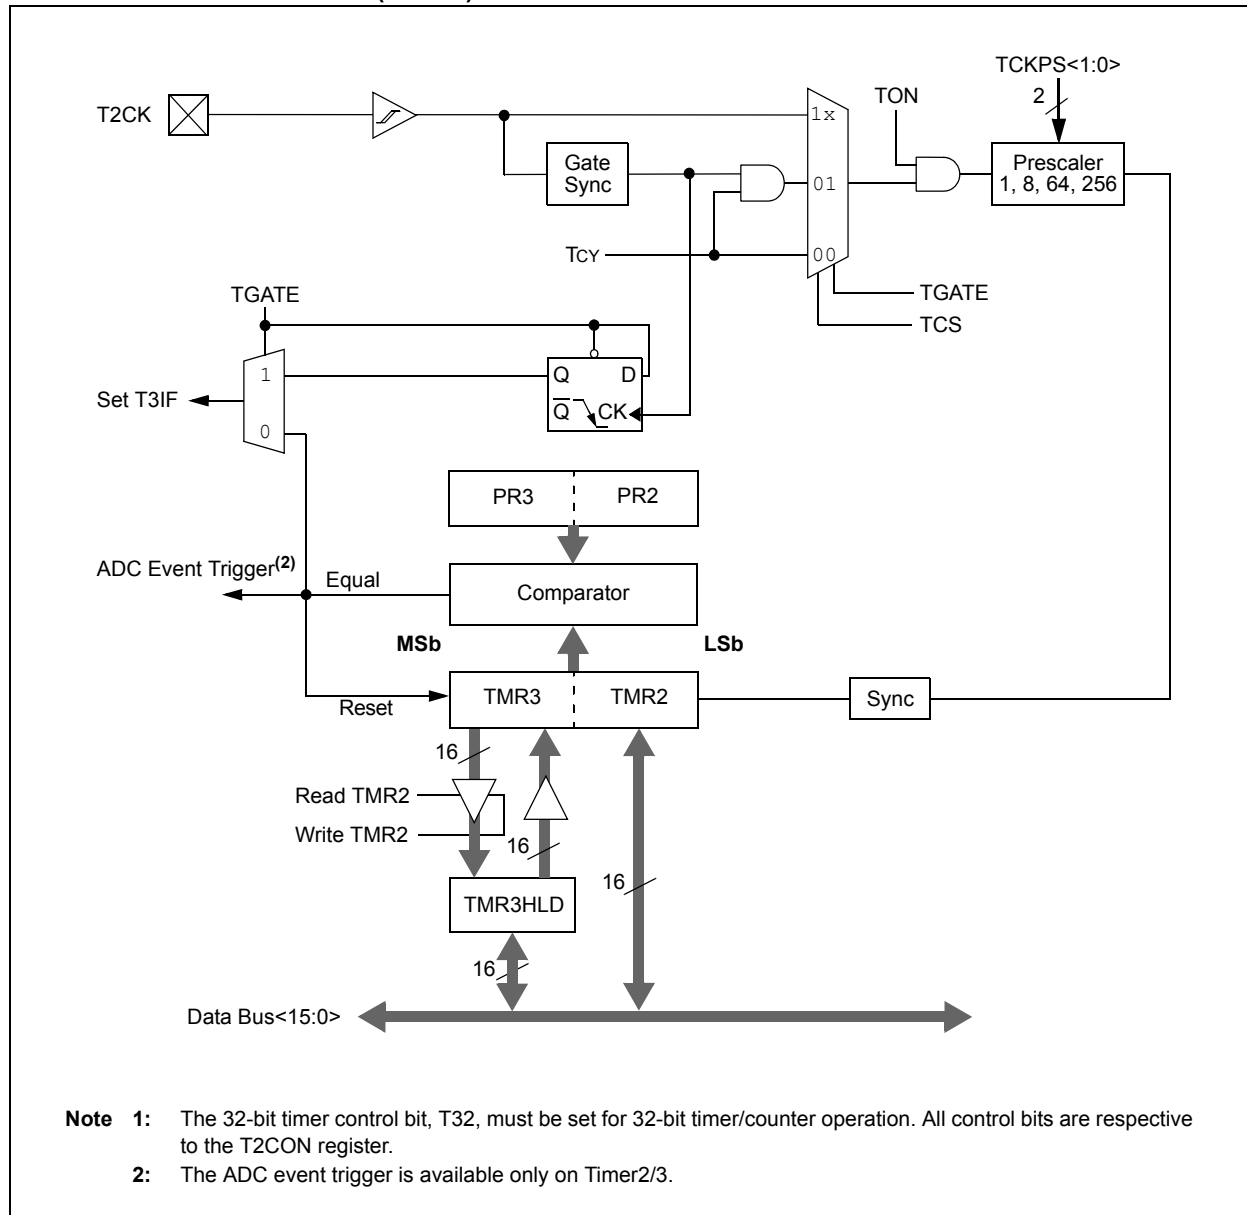 TCKPS<1:0>
2
TON
T2CK
1x
Gate
Sync
Prescaler
1, 8, 64, 256
01
TCY
00
TGATE
TCS
TGATE
1
Q D
Set T3IF
Q CK
0
PR3 PR2
ADC Event Trigger(2)
Equal
Comparator
MSb LSb
TMR3 TMR2
Sync
Reset
16
Read TMR2
Write TMR2
16
16
TMR3HLD
16
Data Bus<15:0>
Note 1: The 32-bit timer control bit, T32, must be set for 32-bit timer/counter operation. All control bits are respective
to the T2CON register.
2: The ADC event trigger is available only on Timer2/3.